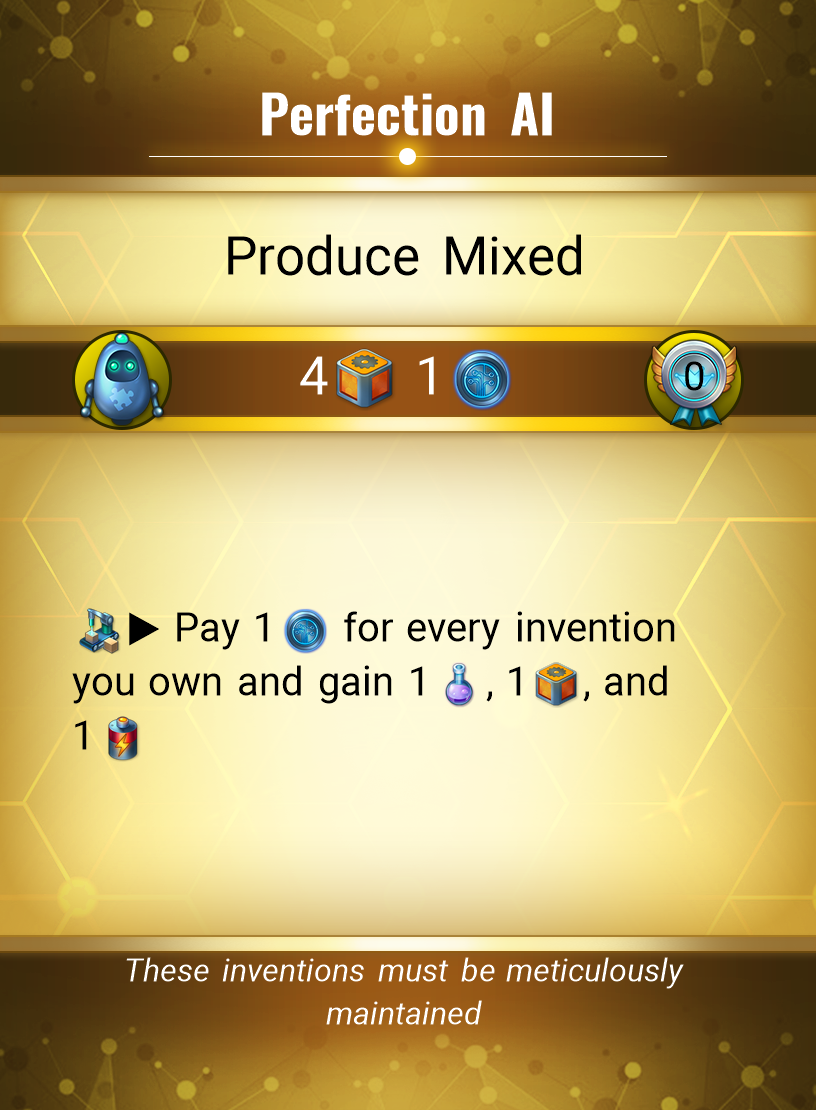 Perfection AI
Produce Mixed
4 1 0
▶ Pay 1 for every invention
you own and gain 1 , 1 , and
1
These inventions must be meticulously
maintained